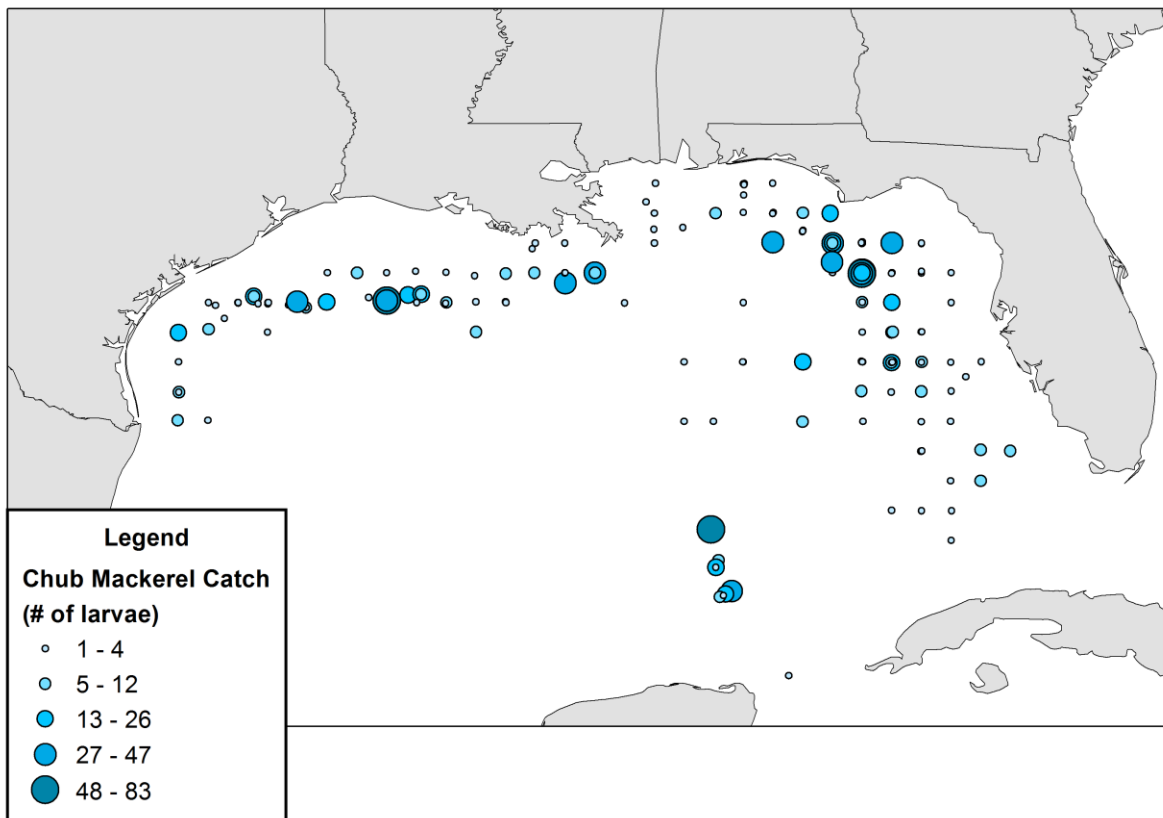 Legend
Chub Mackerel Catch
(# of larvae)
1 - 4
5 - 12
13 - 26
27 - 47
48 - 83